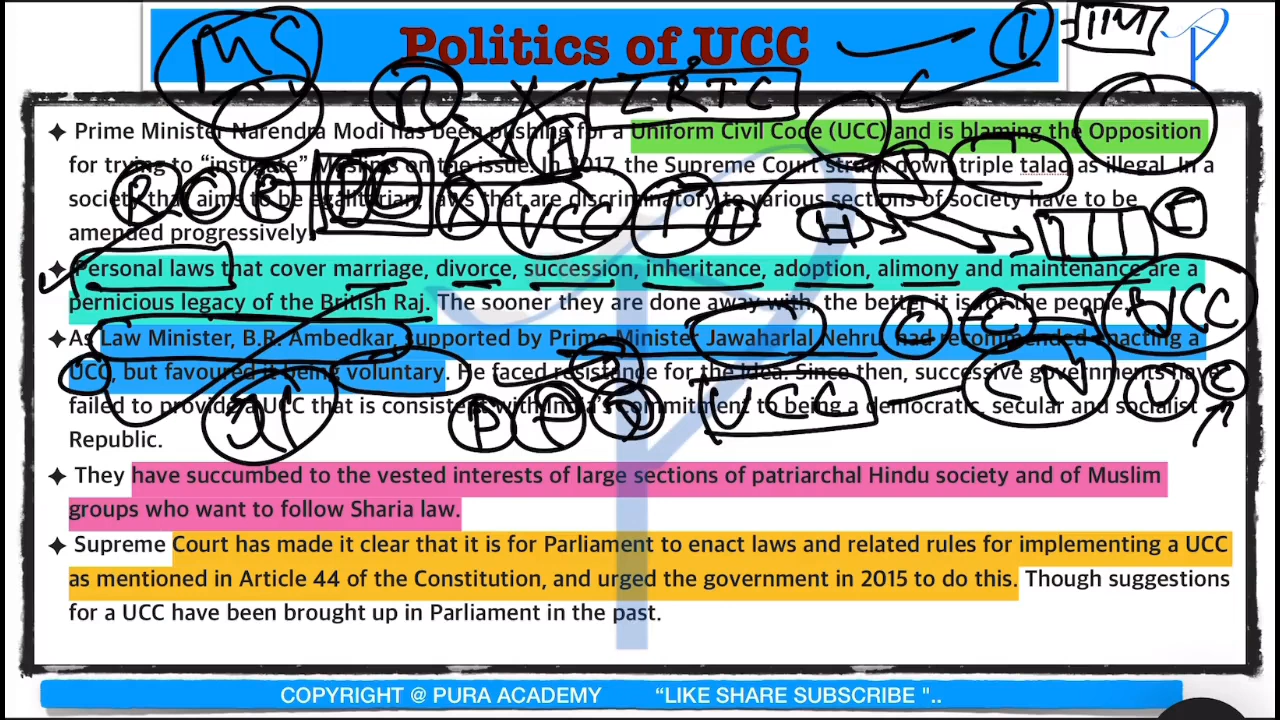 Politics of UCC
MS
n
LRTC
I
IIM
✦ Prime Minister Narendra Modi has been pushing for a Uniform Civil Code (UCC) and is blaming the Opposition
for trying to “instigate” Muslims on the issue. In 2017, the Supreme Court struck down triple talaq as illegal. In a
society that aims to be egalitarian, laws that are discriminatory to various sections of society have to be
amended progressively.
A
R C R
UCC
H
✦ Personal laws that cover marriage, divorce, succession, inheritance, adoption, alimony and maintenance are a
pernicious legacy of the British Raj. The sooner they are done away with, the better it is for the people.
UCC
✦ As Law Minister, B.R. Ambedkar, supported by Prime Minister Jawaharlal Nehru, had recommended enacting a
UCC, but favoured it being voluntary. He faced resistance for the idea. Since then, successive governments have
failed to provide a UCC that is consistent with India’s commitment to being a democratic, secular and socialist
Republic.
P
UCC
CN
U C
✦ They have succumbed to the vested interests of large sections of patriarchal Hindu society and of Muslim
groups who want to follow Sharia law.
✦ Supreme Court has made it clear that it is for Parliament to enact laws and related rules for implementing a UCC
as mentioned in Article 44 of the Constitution, and urged the government in 2015 to do this. Though suggestions
for a UCC have been brought up in Parliament in the past.
COPYRIGHT @ PURA ACADEMY “LIKE SHARE SUBSCRIBE "..